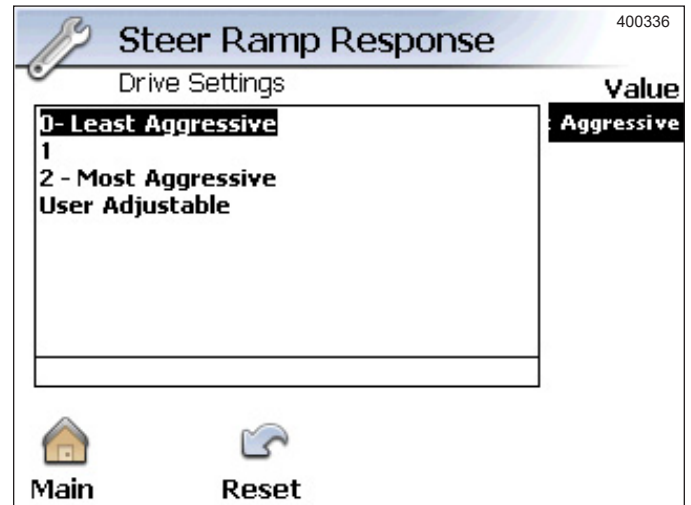 400336
Steer Ramp Response
Drive Settings
Value
0- Least Aggressive
Aggressive
1
2 - Most Aggressive
User Adjustable
Main
Reset